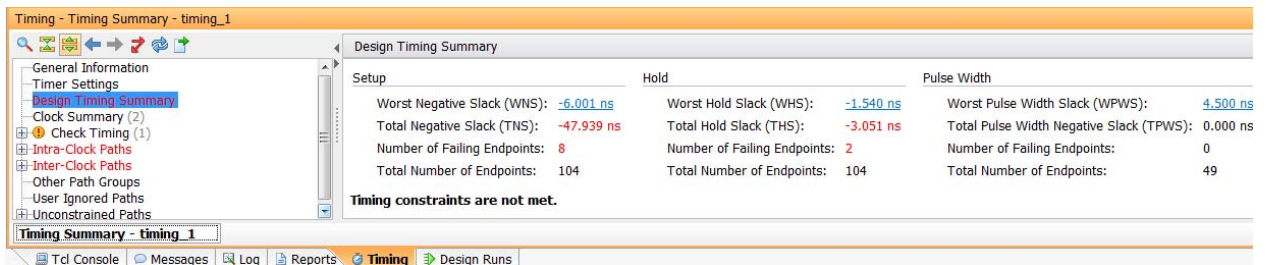 Timing - Timing Summary - timing_1
General Information
Timer Settings
Design Timing Summary
Clock Summary (2)
Check Timing (1)
Intra-Clock Paths
Inter-Clock Paths
Other Path Groups
User Ignored Paths
Unconstrained Paths
Design Timing Summary
Setup Hold Pulse Width
Worst Negative Slack (WNS): -6.001 ns Worst Hold Slack (WHS): -1.540 ns Worst Pulse Width Slack (WPWS): 4.500 ns
Total Negative Slack (TNS): -47.939 ns Total Hold Slack (THS): -3.051 ns Total Pulse Width Negative Slack (TPWS): 0.000 ns
Number of Failing Endpoints: 8 Number of Failing Endpoints: 2 Number of Failing Endpoints: 0
Total Number of Endpoints: 104 Total Number of Endpoints: 104 Total Number of Endpoints: 49
Timing constraints are not met.
Timing Summary - timing_1
Tcl Console Messages Log Reports Timing Design Runs